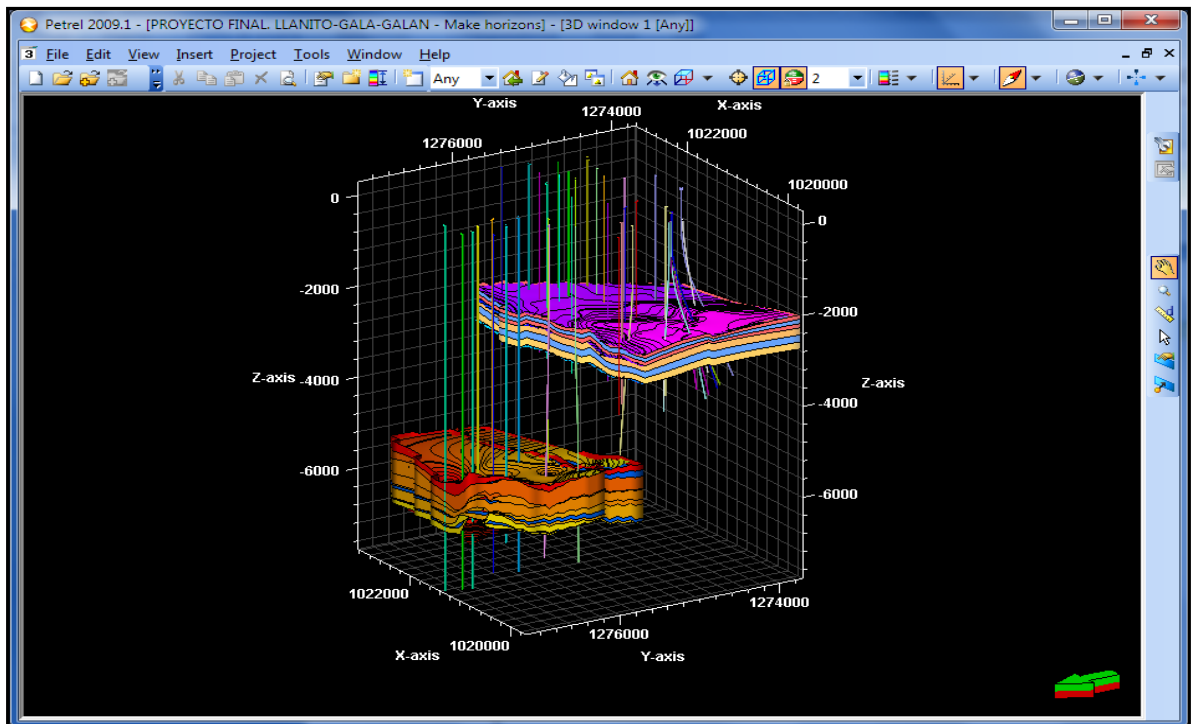 Petrel 2009.1 - [PROYECTO FINAL. LLANITO-GALA-GALAN - Make horizons] - [3D window 1 [Any]]
File Edit View Insert Project Tools Window Help
Any 2
Y-axis X-axis
1274000
1276000 1022000
1020000
0
0
-2000
-2000
Z-axis -4000 Z-axis
-4000
-6000
-6000
1022000 1274000
1020000 1276000
X-axis Y-axis